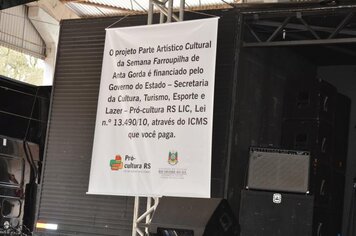 O projeto Parte Artístico Cultural
da Semana Farroupilha de
Anta Gorda é financiado pelo
Governo do Estado – Secretaria
da Cultura, Turismo, Esporte e
Lazer – Pró-cultura RS LIC, Lei
n.º 13.490/10, através do ICMS
que você paga.
Pró-
cultura RS